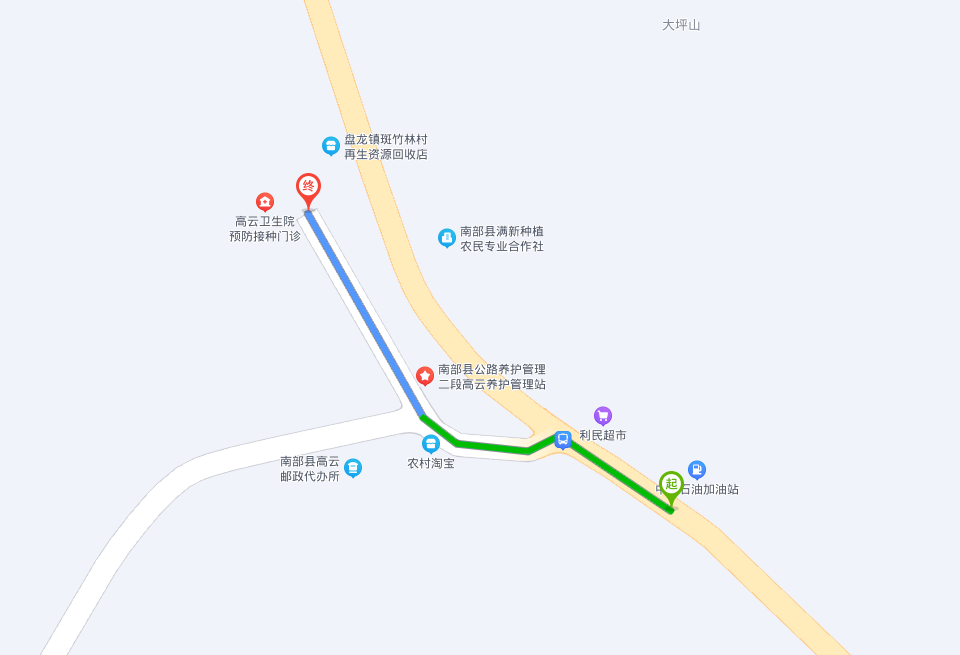 大坪山
盘龙镇斑竹林村
再生资源回收店
终
高云卫生院
预防接种门诊
南部县满新种植
农民专业合作社
南部县公路养护管理
二段高云养护管理站
利民超市
农村淘宝
南部县高云
邮政代办所
起
石油加油站